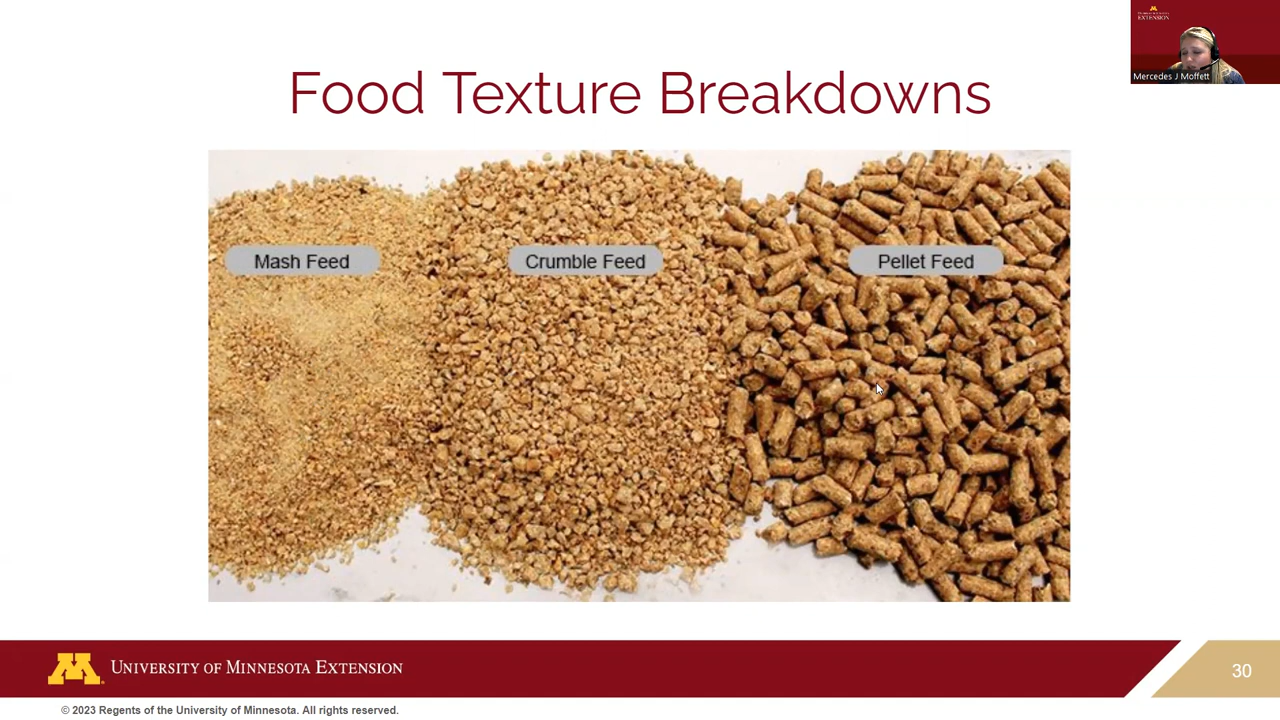 EXTENSION
Mercedes J Moffett
Food Texture Breakdowns
Mash Feed
Crumble Feed
Pellet Feed
M
UNIVERSITY OF MINNESOTA EXTENSION
30
© 2023 Regents of the University of Minnesota. All rights reserved.